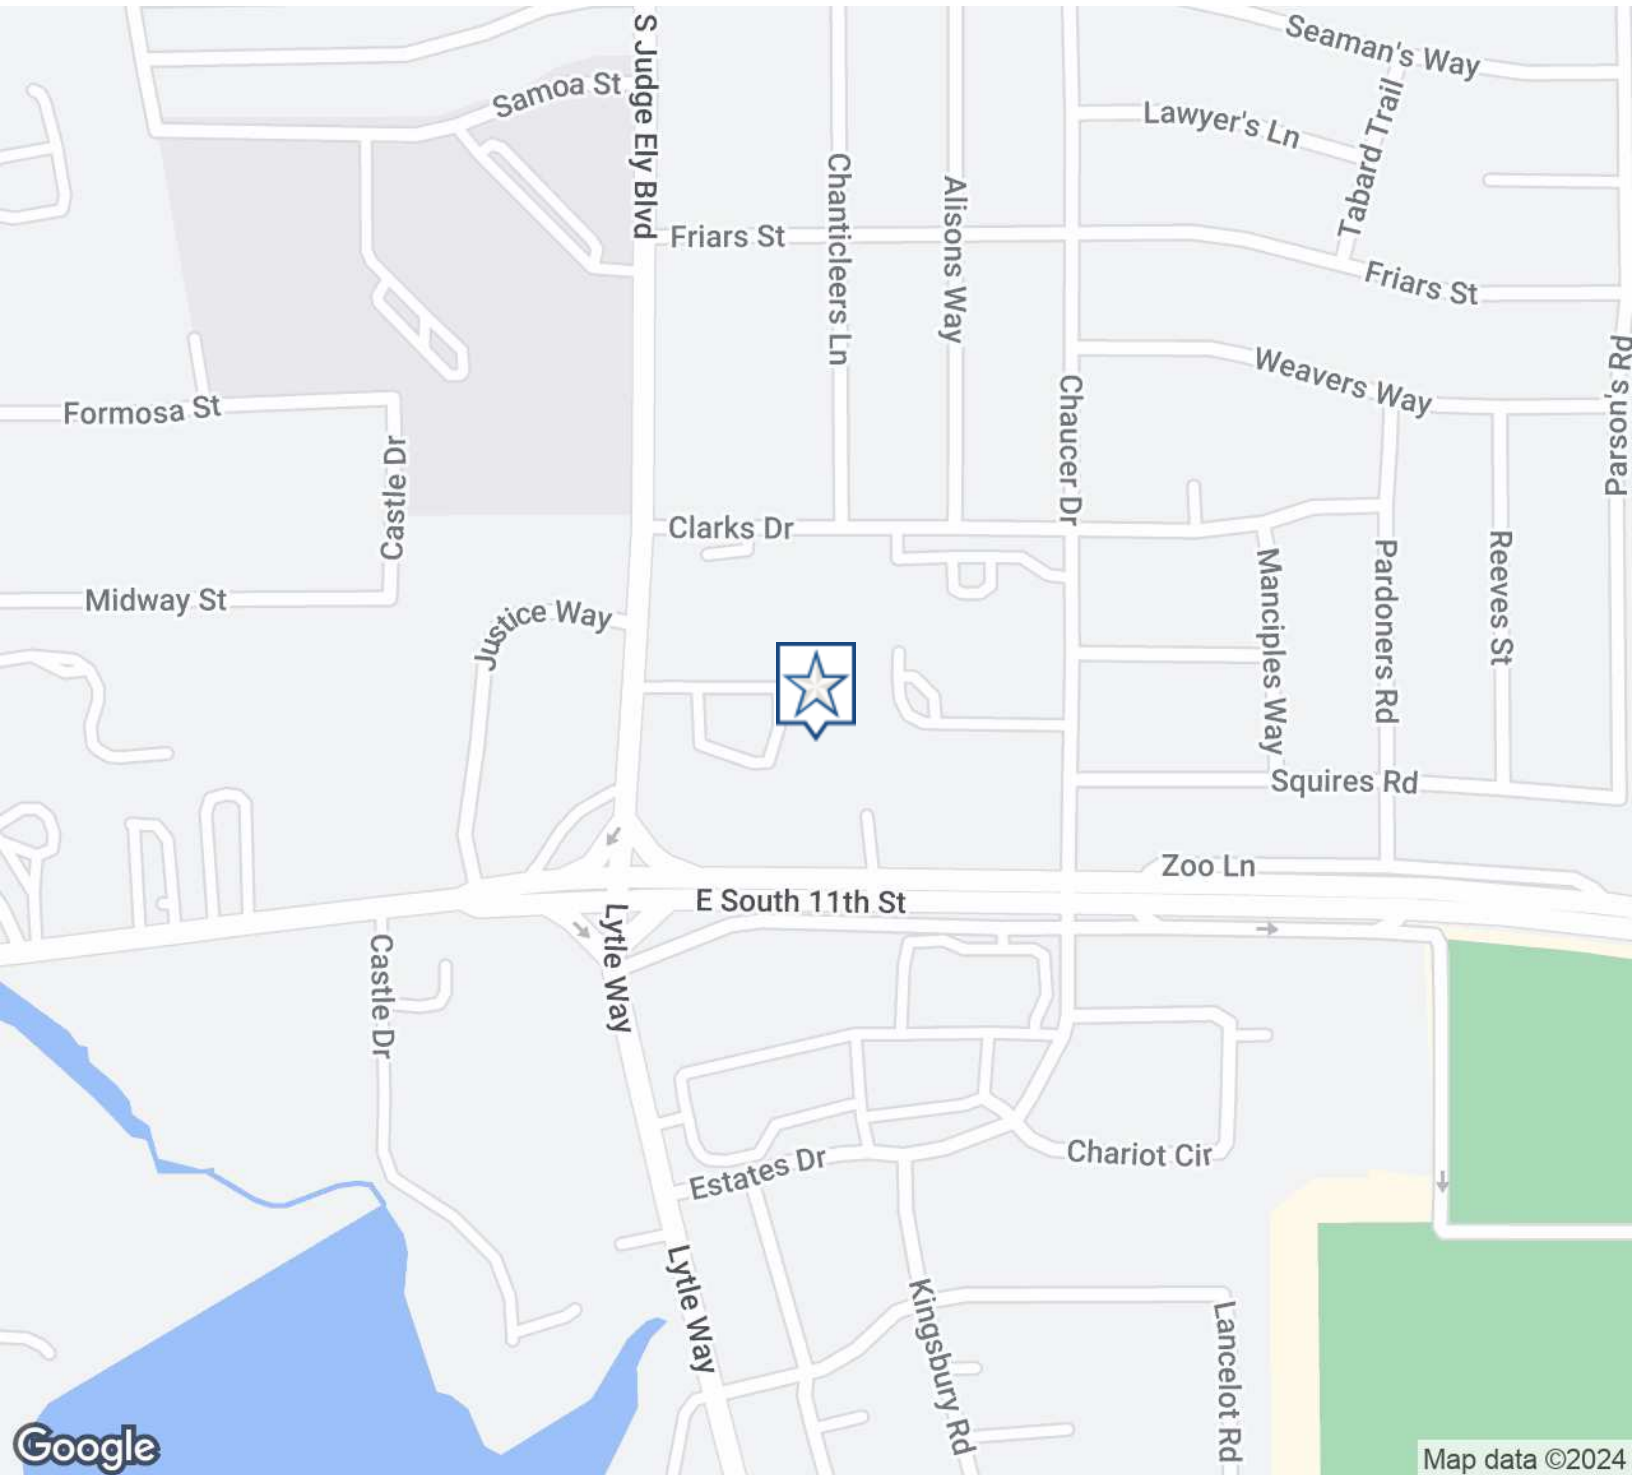 Seaman's Way
S Judge Ely Blvd
Samoa St
Lawyer's Ln
Tabard Trail
Chanticleers Ln
Alisons Way
Friars St
Friars St
Parson's Rd
Weavers Way
Formosa St
Castle Dr
Chaucer Dr
Clarks Dr
Manciples Way
Pardoners Rd
Reeves St
Midway St
Justice Way
Squires Rd
Zoo Ln
E South 11th St
Lytle Way
Castle Dr
Estates Dr
Chariot Cir
Lytle Way
Kingsbury Rd
Lancelot Rd
Google
Map data ©2024